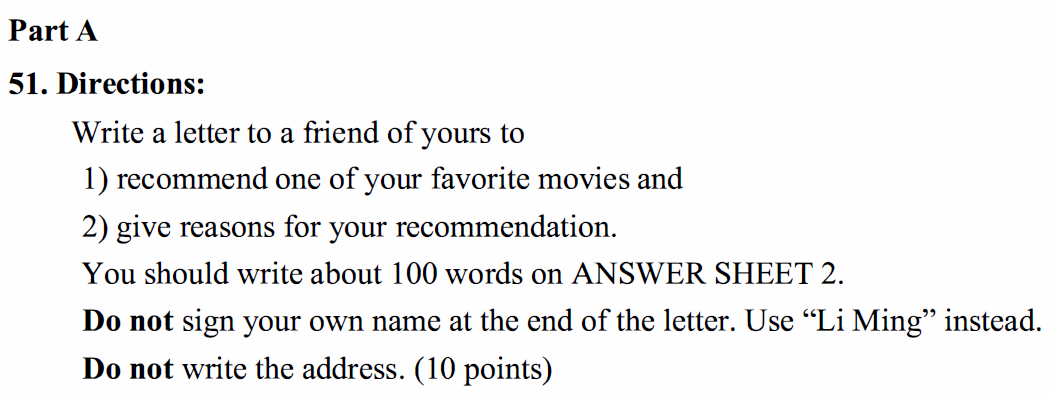 Part A
51. Directions:
Write a letter to a friend of yours to
1) recommend one of your favorite movies and
2) give reasons for your recommendation.
You should write about 100 words on ANSWER SHEET 2.
Do not sign your own name at the end of the letter. Use “Li Ming” instead.
Do not write the address. (10 points)